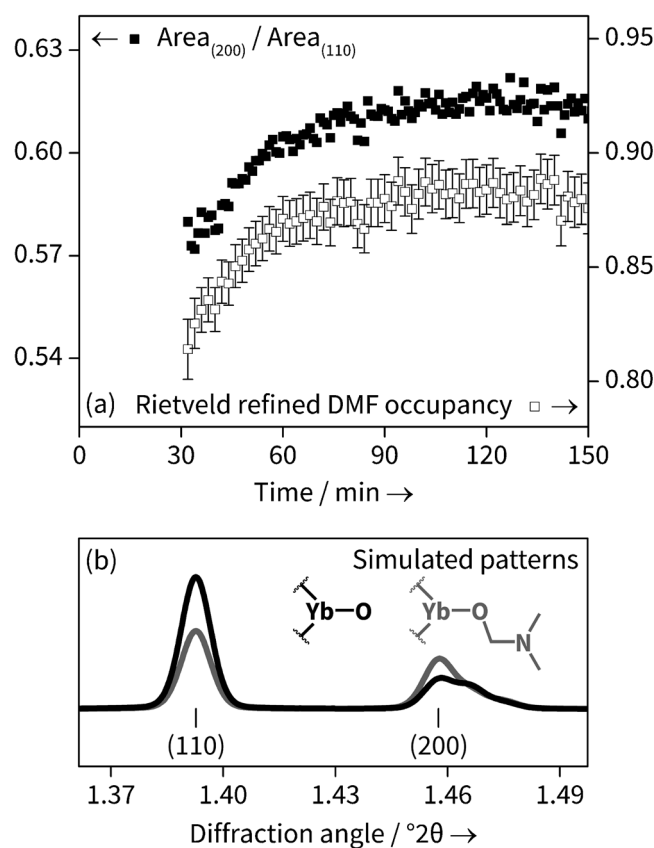 ← ■ Area(200) / Area(110)
0.63
0.60
0.57
0.54
0.95
0.90
0.85
0.80
(a) Rietveld refined DMF occupancy □ →
0 30 60 90 120 150
Time / min →
(b) Simulated patterns
Yb O
Yb O N
(110) (200)
1.37 1.40 1.43 1.46 1.49
Diffraction angle / °2θ →